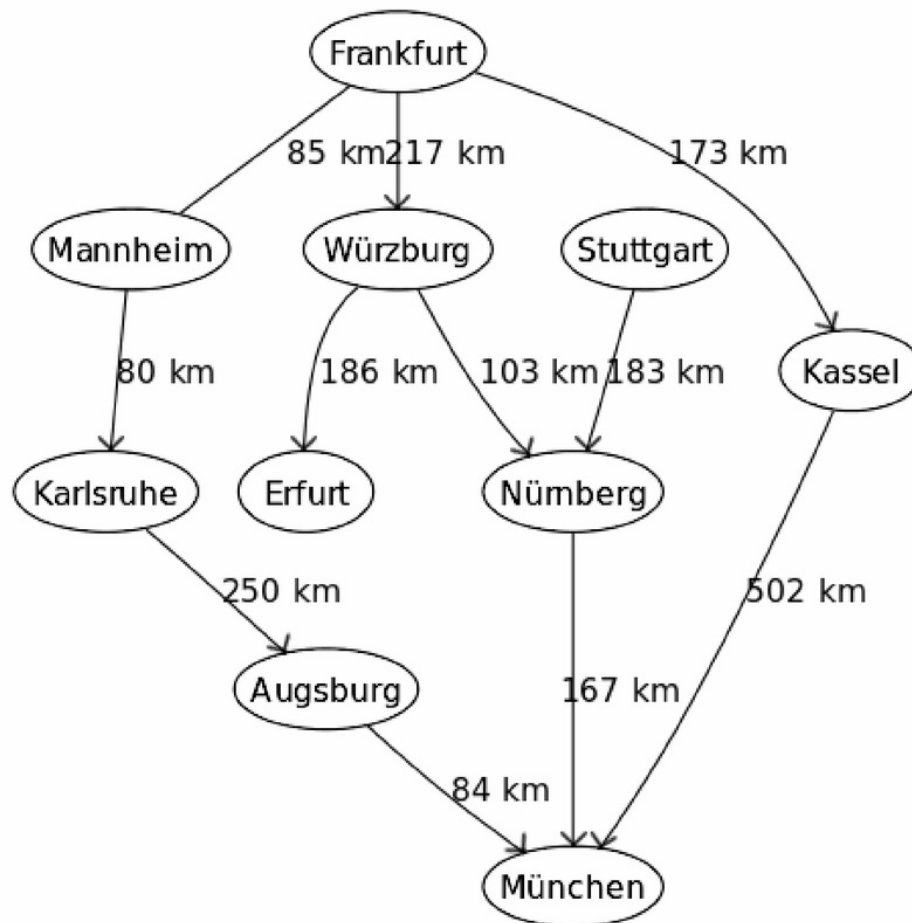 Frankfurt
85 km
217 km
173 km
Mannheim
Würzburg
Stuttgart
80 km
186 km
103 km
183 km
Kassel
Karlsruhe
Erfurt
Nürnberg
250 km
502 km
Augsburg
167 km
84 km
München